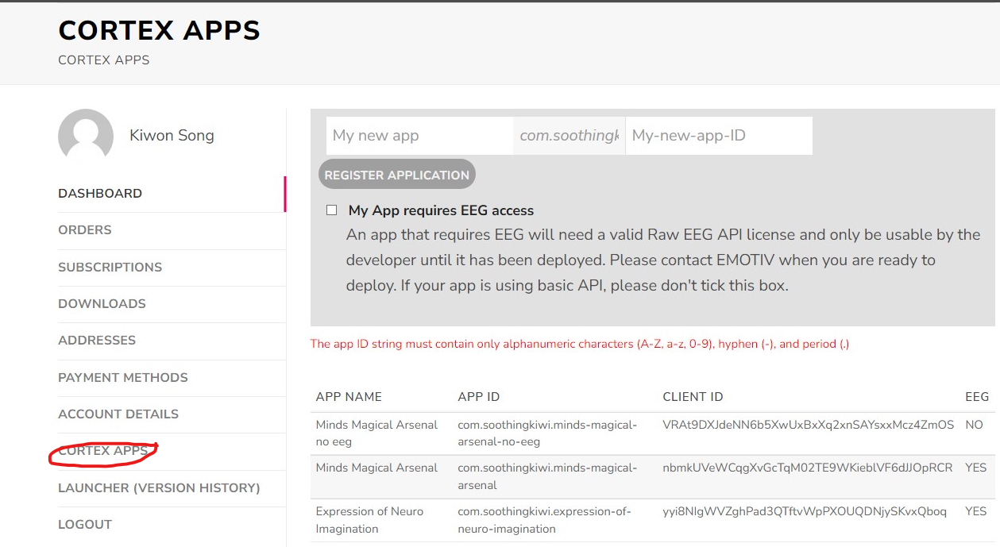 CORTEX APPS
CORTEX APPS
Kiwon Song
DASHBOARD
ORDERS
SUBSCRIPTIONS
DOWNLOADS
ADDRESSES
PAYMENT METHODS
ACCOUNT DETAILS
CORTEX APPS
LAUNCHER (VERSION HISTORY)
LOGOUT
My new app com.soothingk My-new-app-ID
REGISTER APPLICATION
My App requires EEG access
An app that requires EEG will need a valid Raw EEG API license and only be usable by the
developer until it has been deployed. Please contact EMOTIV when you are ready to
deploy. If your app is using basic API, please don't tick this box.
The app ID string must contain only alphanumeric characters (A-Z, a-z, 0-9), hyphen (-), and period (.)
APP NAME APP ID CLIENT ID EEG
Minds Magical Arsenal com.soothingkiwi.minds-magical- VRAt9DXJdeNN6b5XwUxBxXq2xnSAYsxxMcz4ZmOS NO
no eeg arsenal-no-eeg
Minds Magical Arsenal com.soothingkiwi.minds-magical- nbmkUVeWCqgXvGcTqM02TE9WKieblVF6dJJOpRCR YES
arsenal
Expression of Neuro com.soothingkiwi.expression-of- yyi8NIgWVZghPad3QTftvWpPXOUQDNjySKvxQboq YES
Imagination neuro-imagination